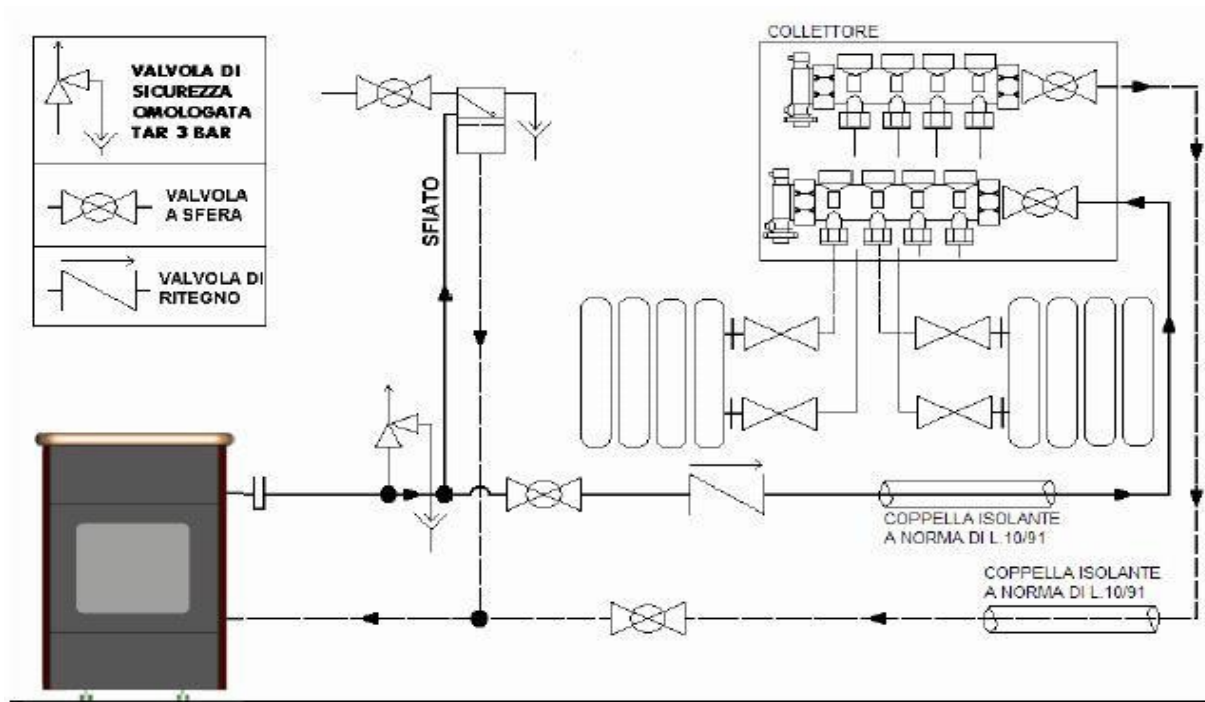 COLLETTORE
VALVOLA DI
SICUREZZA
OMOLOGATA
TAR 3 BAR
VALVOLA
A SFERA
VALVOLA DI
RITEGNO
SFIATO
COPPELLA ISOLANTE
A NORMA DI L.10/91
COPPELLA ISOLANTE
A NORMA DI L.10/91